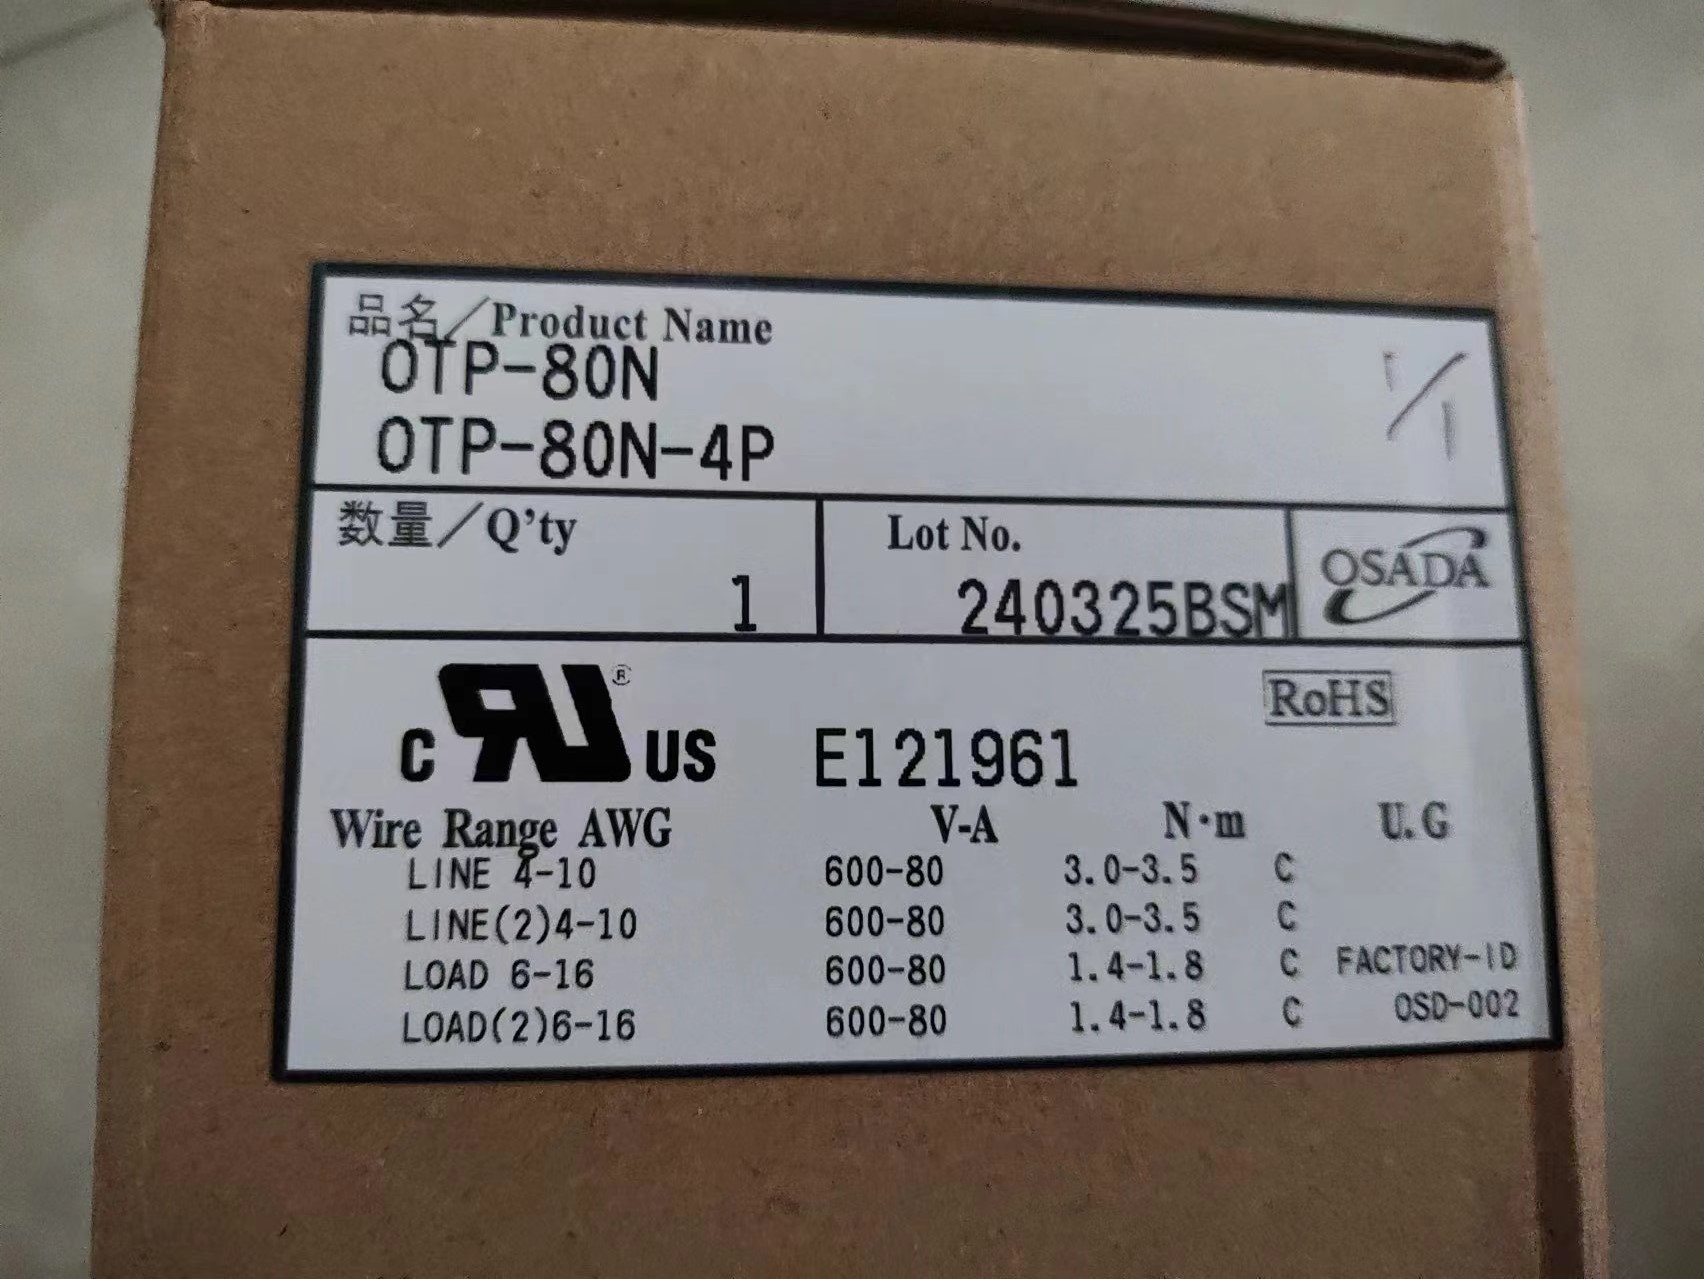 品名／Product Name
OTP-80N
OTP-80N-4P
1/1
数量／Q'ty
1
Lot No.
240325BSM
OSADA
RoHS
C RU® US E121961
Wire Range AWG V-A N·m U.G
LINE 4-10 600-80 3.0-3.5 C
LINE(2)4-10 600-80 3.0-3.5 C
LOAD 6-16 600-80 1.4-1.8 C FACTORY-ID
LOAD(2)6-16 600-80 1.4-1.8 C OSD-002